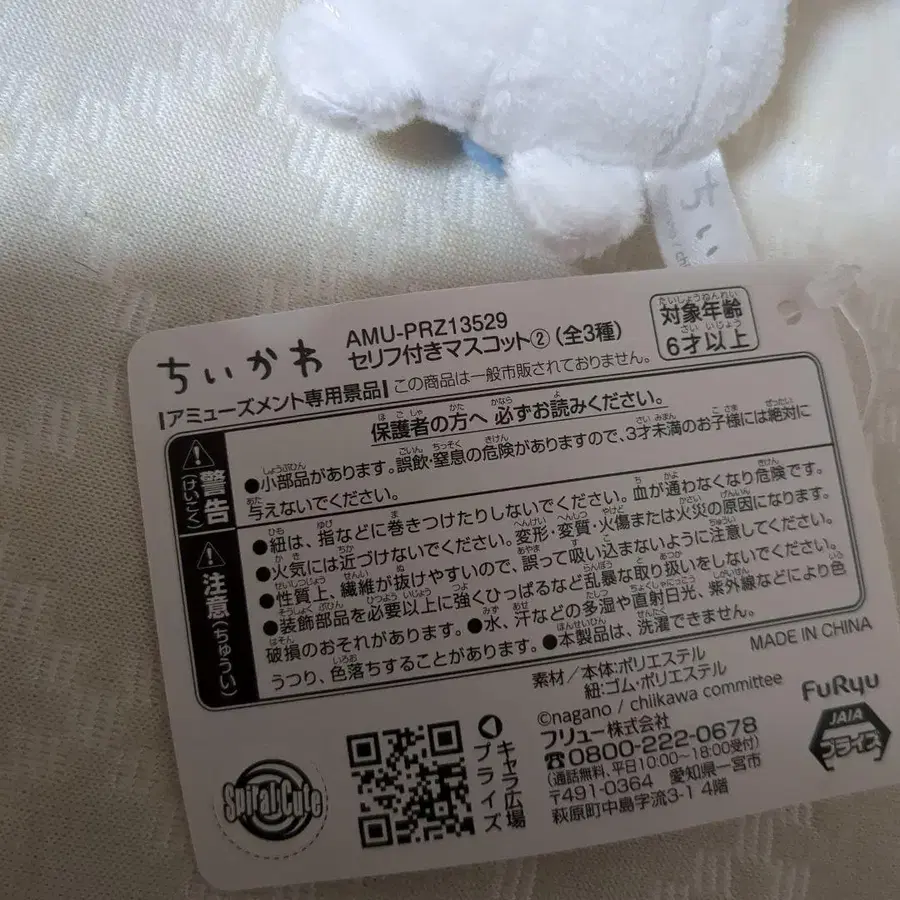 ちい
ちいかわ
AMU-PRZ13529
セリフ付きマスコット②(全3種)
対象年齢
6才以上
アミューズメント専用景品 この商品は一般市販されておりません。
保護者の方へ 必ずお読みください。
警告
(けいこく)
●小部品があります。誤飲・窒息の危険がありますので、3才未満のお子様には絶対に
与えないでください。
注意
(ちゅうい)
●紐は、指などに巻きつけたりしないでください。血が通わなくなり危険です。
●火気には近づけないでください。変形・変質・火傷または火災の原因になります。
●性質上、繊維が抜けやすいので、誤って吸い込まないように注意してください。
●装飾部品を必要以上に強くひっぱるなど乱暴な取り扱いをしないでください。
破損のおそれがあります。●水、汗などの多湿や直射日光、紫外線などにより色
うつり、色落ちすることがあります。●本製品は、洗濯できません。
素材/本体:ポリエステル
紐:ゴム・ポリエステル
MADE IN CHINA
©nagano / chiikawa committee
フリュー株式会社
☎0800-222-0678
(通話無料、平日10:00~18:00受付)
〒491-0364 愛知県一宮市
萩原町中島字流3-1 4階
FURYU
JAIA
プライズ
キャラ広場
プライズ
Spiral Cute